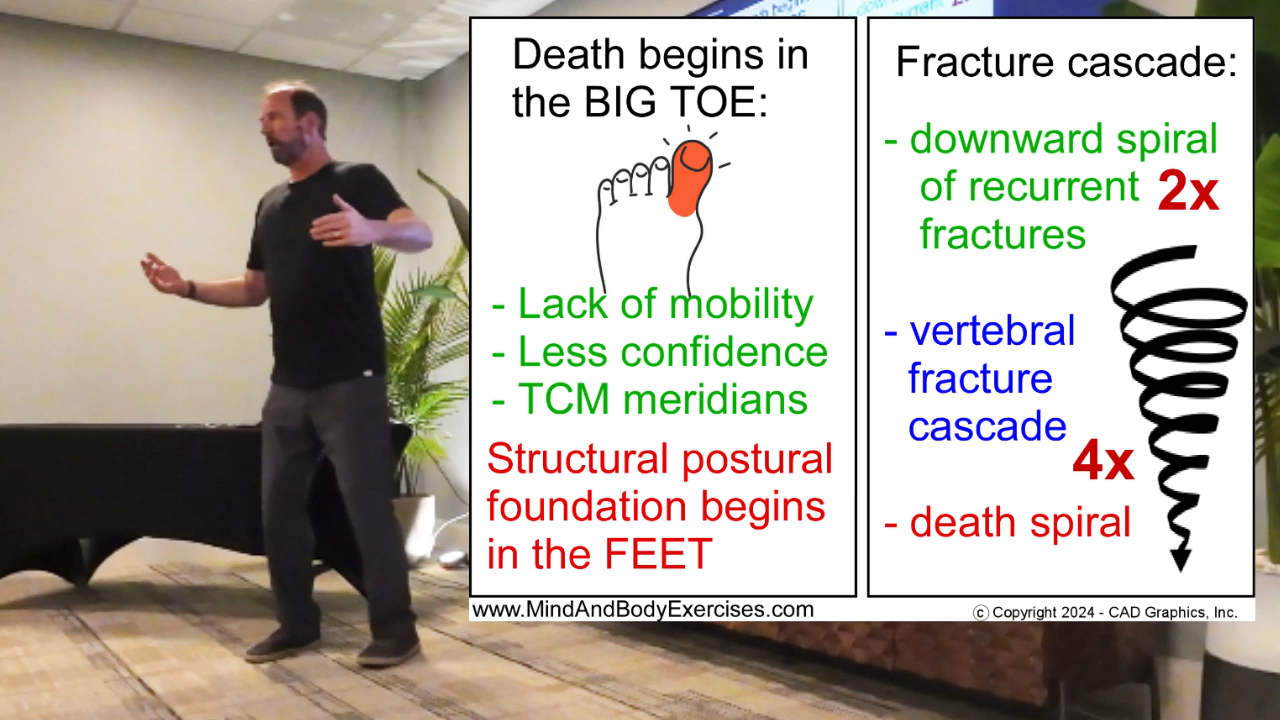 Death begins in
the BIG TOE:
- Lack of mobility
- Less confidence
- TCM meridians
Structural postural
foundation begins
in the FEET
www.MindAndBodyExercises.com
Fracture cascade:
- downward spiral
of recurrent 2x
fractures
- vertebral
fracture
cascade
4x
- death spiral
© Copyright 2024 - CAD Graphics, Inc.